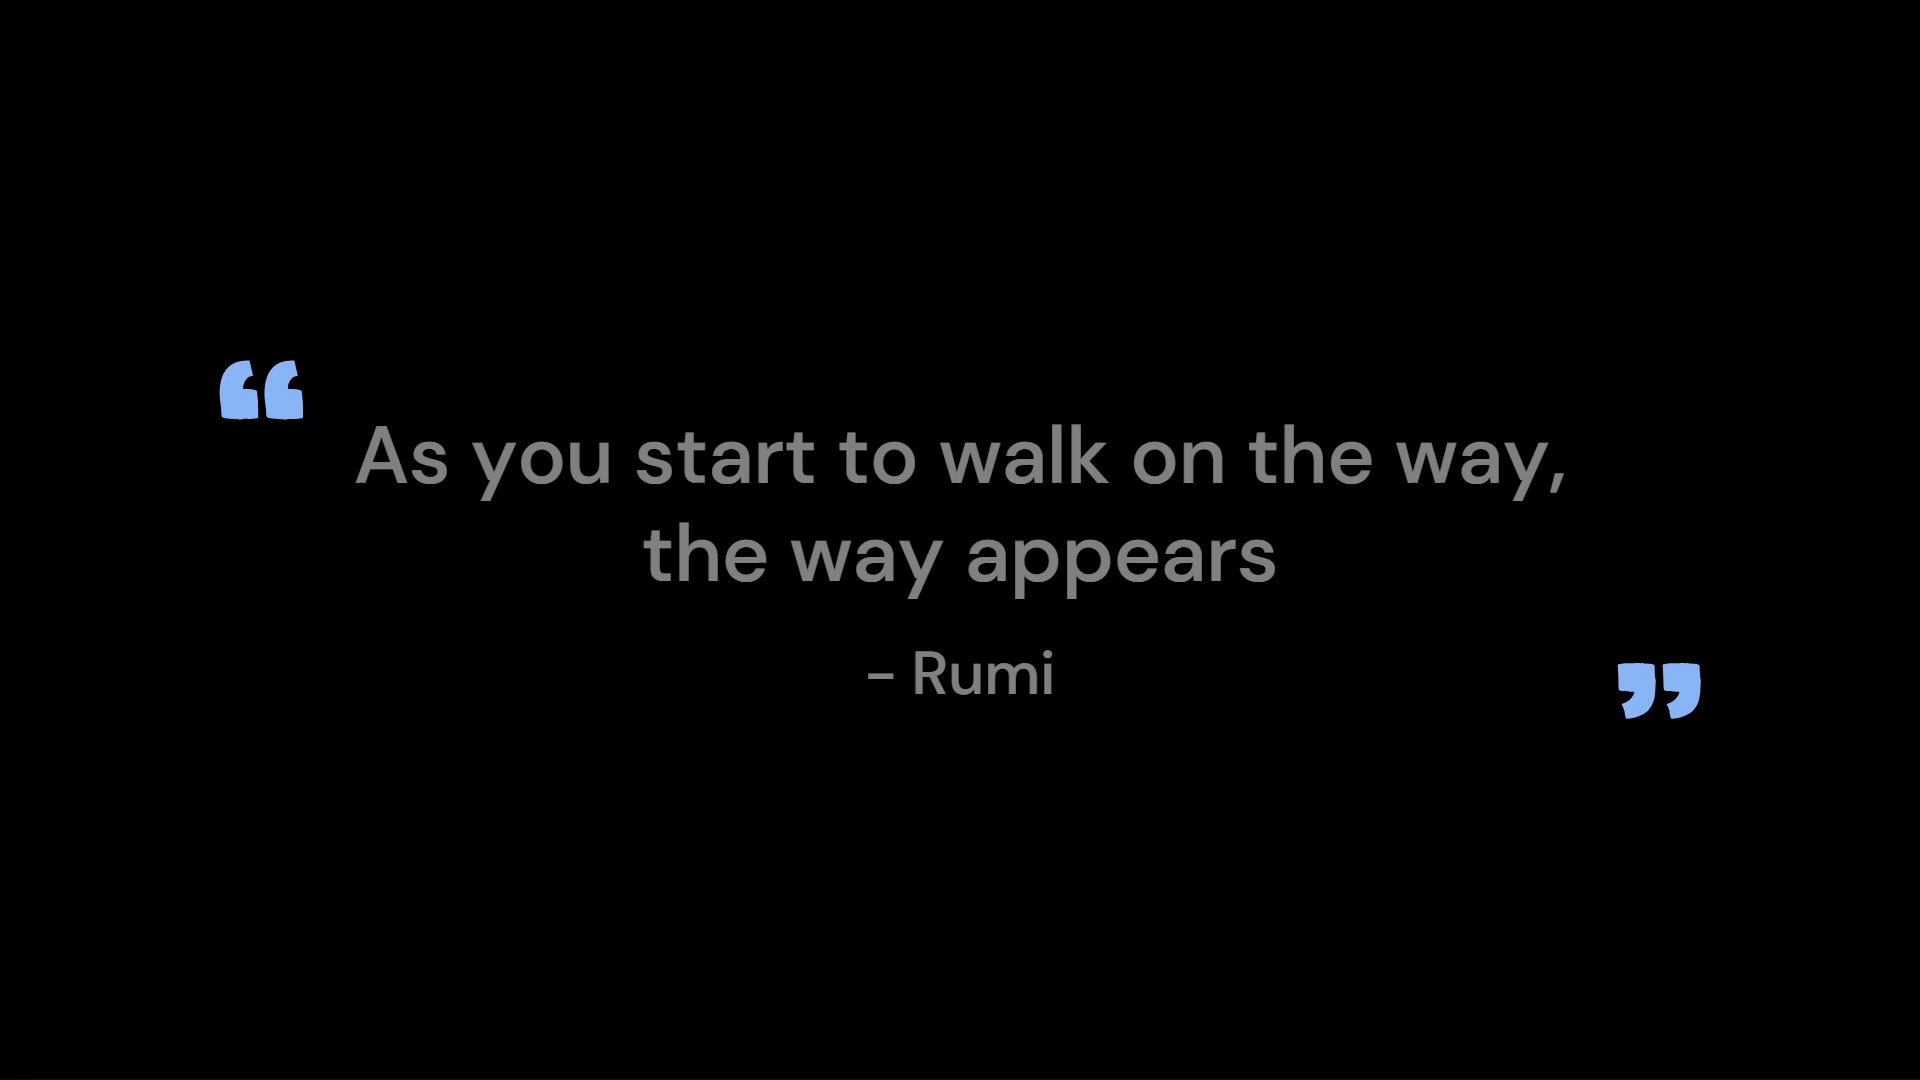 “
As you start to walk on the way,
the way appears
– Rumi
”